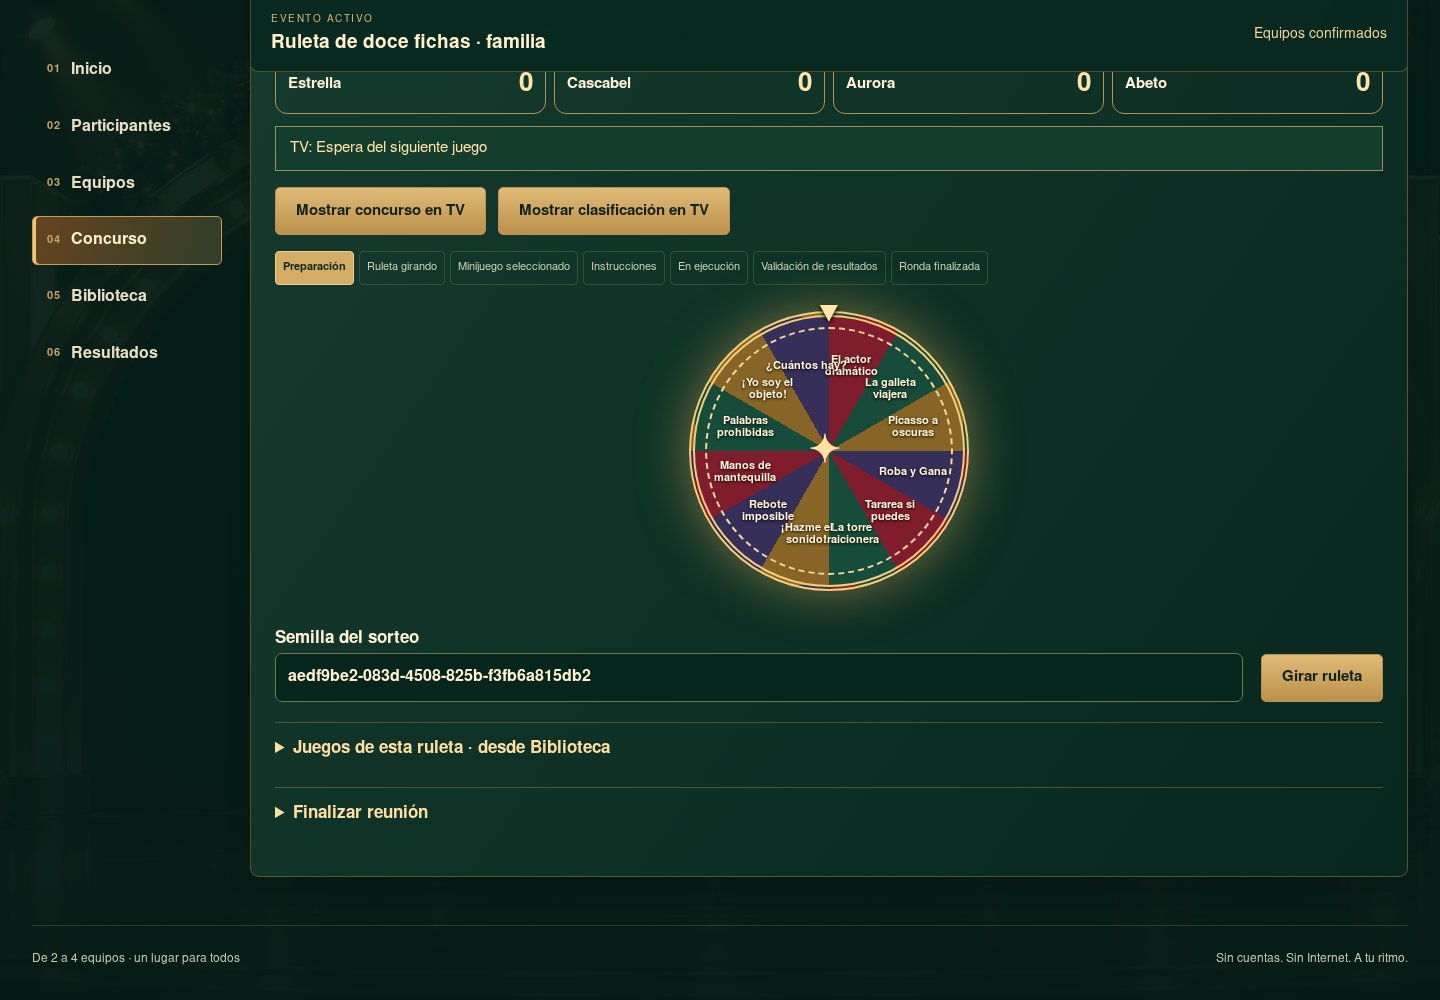 EVENTO ACTIVO
Ruleta de doce fichas · familia
Equipos confirmados
01 Inicio
02 Participantes
03 Equipos
04 Concurso
05 Biblioteca
06 Resultados
Estrella 0
Cascabel 0
Aurora 0
Abeto 0
TV: Espera del siguiente juego
Mostrar concurso en TV
Mostrar clasificación en TV
Preparación
Ruleta girando
Minijuego seleccionado
Instrucciones
En ejecución
Validación de resultados
Ronda finalizada
El actor
dramático
La galleta
viajera
Picasso a
oscuras
Roba y Gana
Tararea si
puedes
La torre
traicionera
¡Hazme el
sonido!
Rebote
imposible
Manos de
mantequilla
Palabras
prohibidas
¡Yo soy el
objeto!
¿Cuántos hay?
Semilla del sorteo
aedf9be2-083d-4508-825b-f3fb6a815db2
Girar ruleta
Juegos de esta ruleta · desde Biblioteca
Finalizar reunión
De 2 a 4 equipos · un lugar para todos
Sin cuentas. Sin Internet. A tu ritmo.